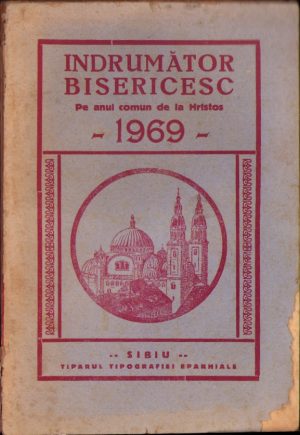 INDRUMĂTOR
BISERICESC
Pe anul comun de la Hristos
- 1969 -
-- SIBIU --
TIPARUL TIPOGRAFIEI EPARHIALE